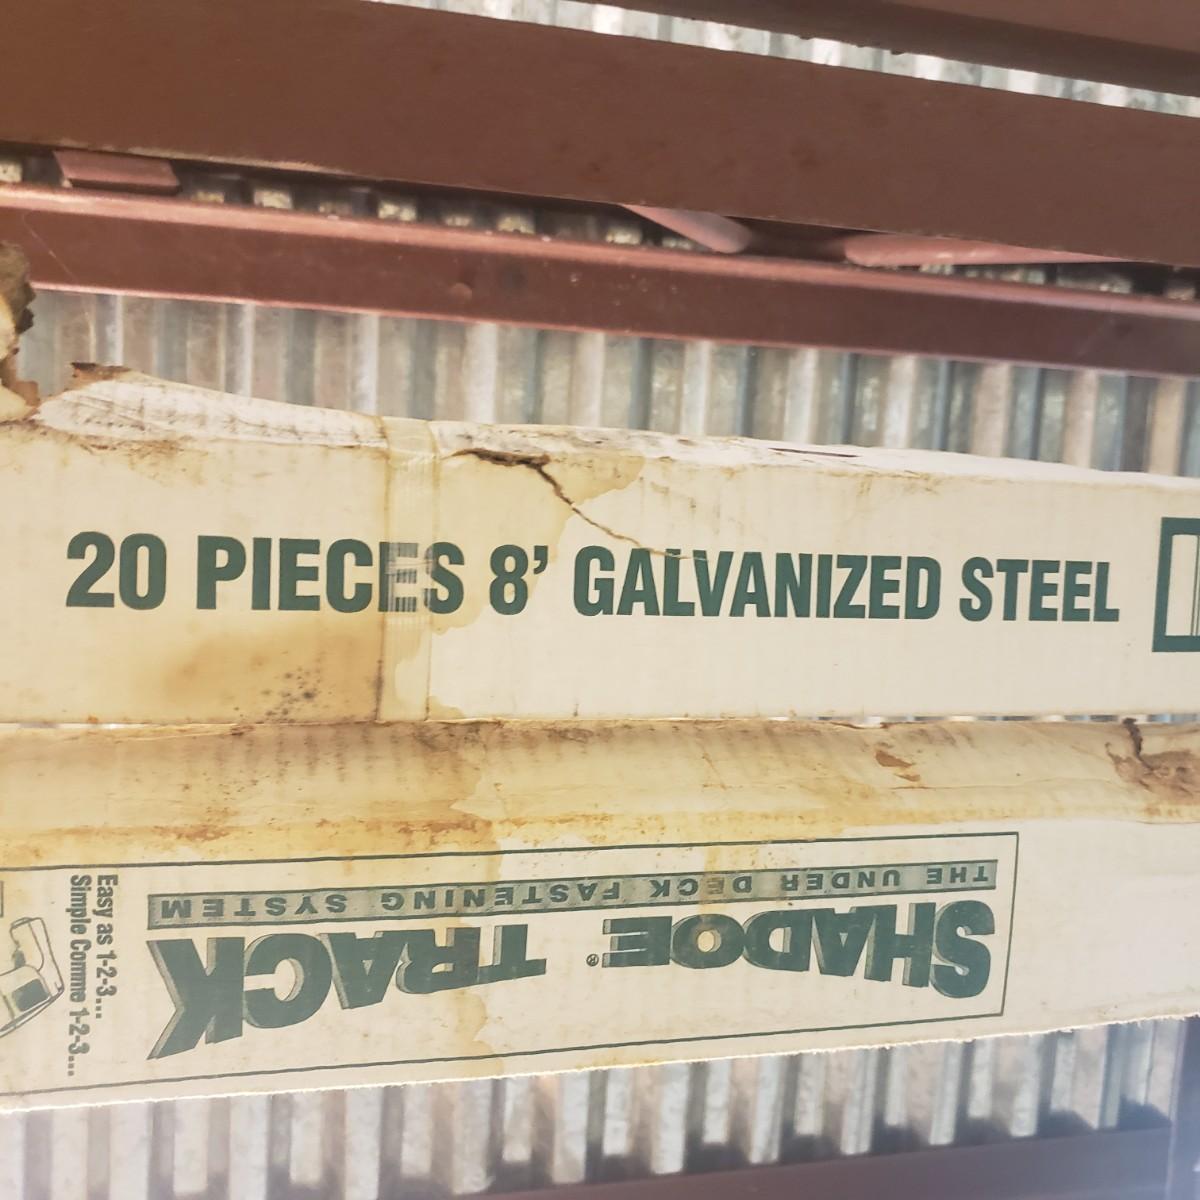 20 PIECES 8’ GALVANIZED STEEL
SHADOE® TRACK
THE UNDER DECK FASTENING SYSTEM
Easy as 1-2-3...
Simple Comme 1-2-3...